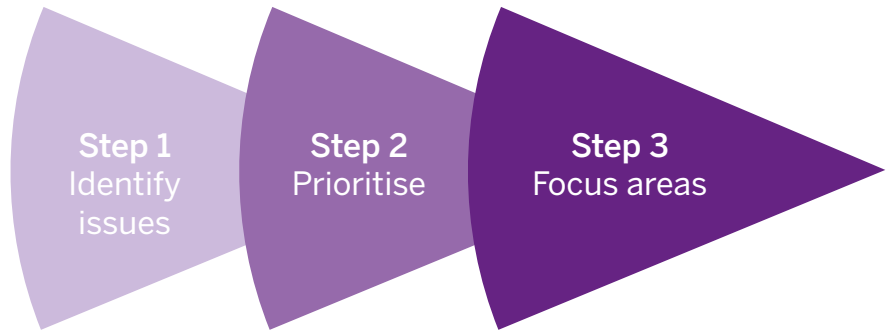 Step 1
Identify
issues
Step 2
Prioritise
Step 3
Focus areas